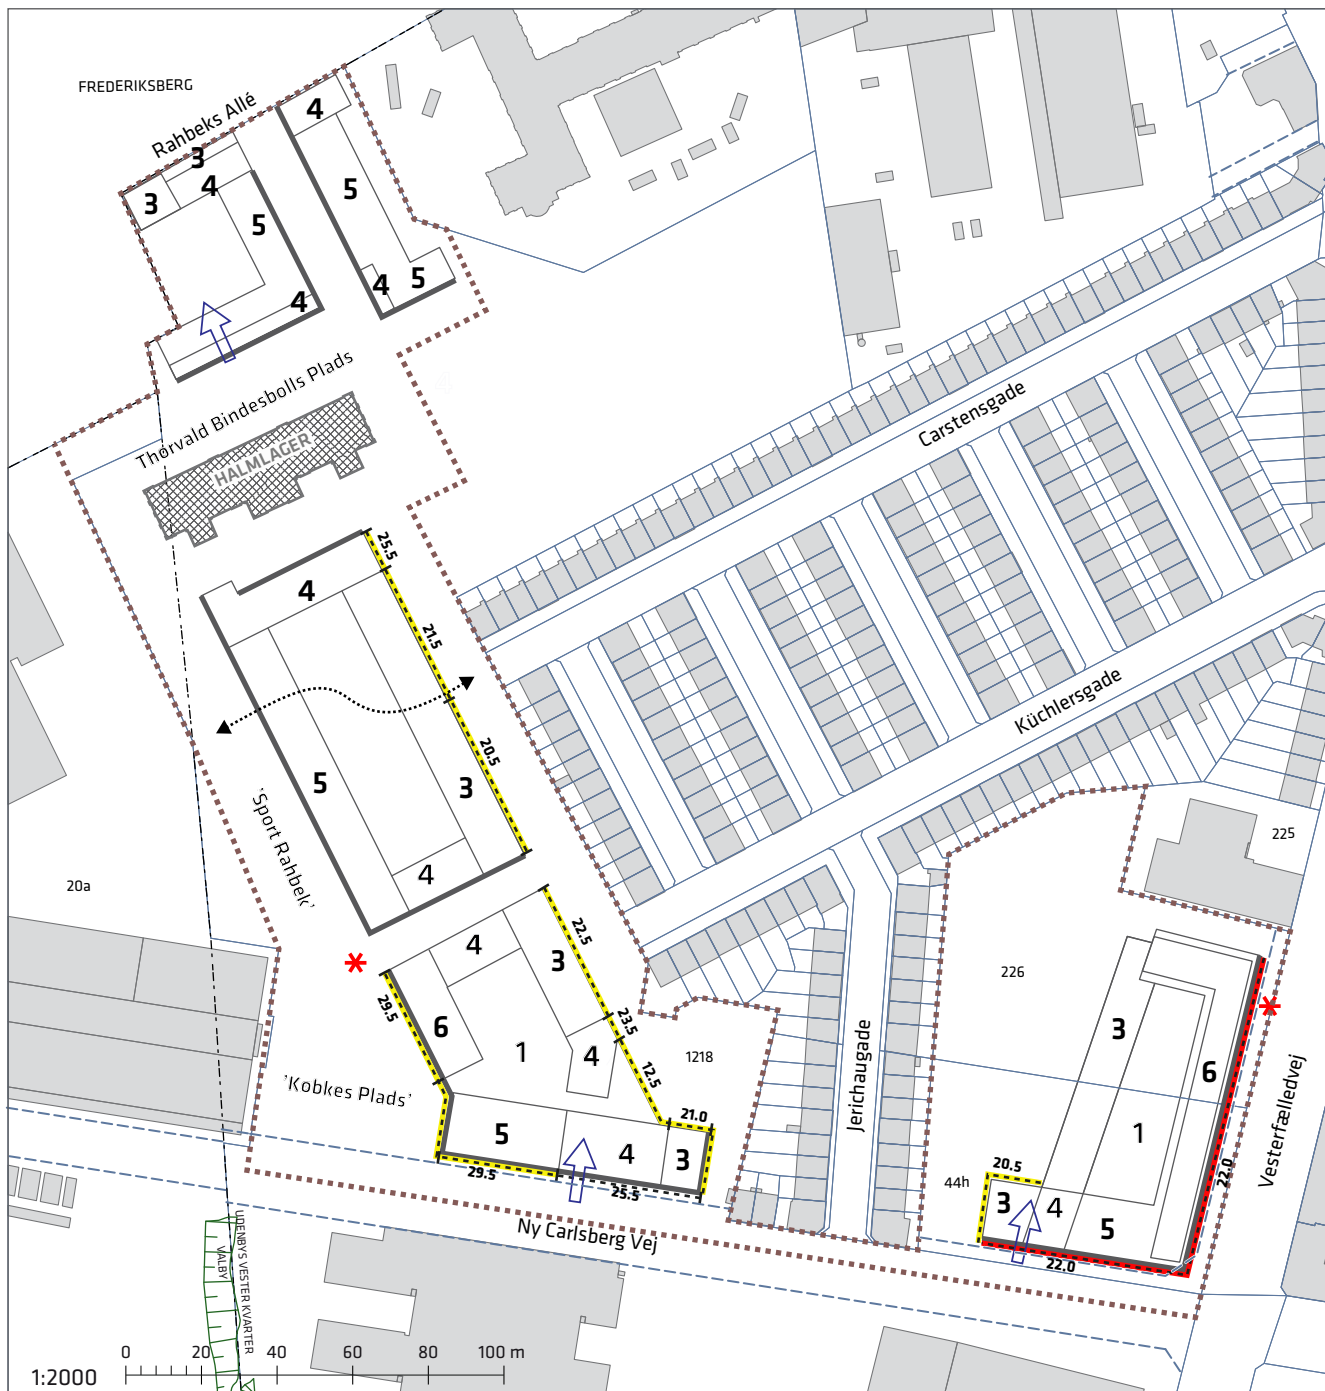 FREDERIKSBERG
Rahbeks Allé
4
3
4
3
5
5
5
4
4
Thorvald Bindesbolls Plads
HALMLAGER
Carstensgade
25.5
4
21.5
Küchlersgade
20.5
5
3
'Sport Rahbek'
225
4
20a
22.5
4
3
226
29.5
23.5
3
6
1
4
12.5
1218
Jerichaugade
6
Vesterfælledvej
'Kobkes Plads'
21.0
5
4
3
1
22.0
29.5
25.5
20.5
44h
3
4
5
22.0
Ny Carlsberg Vej
VALBY
UDENBYS VESTER KVARTER
0 20 40 60 80 100 m
1:2000